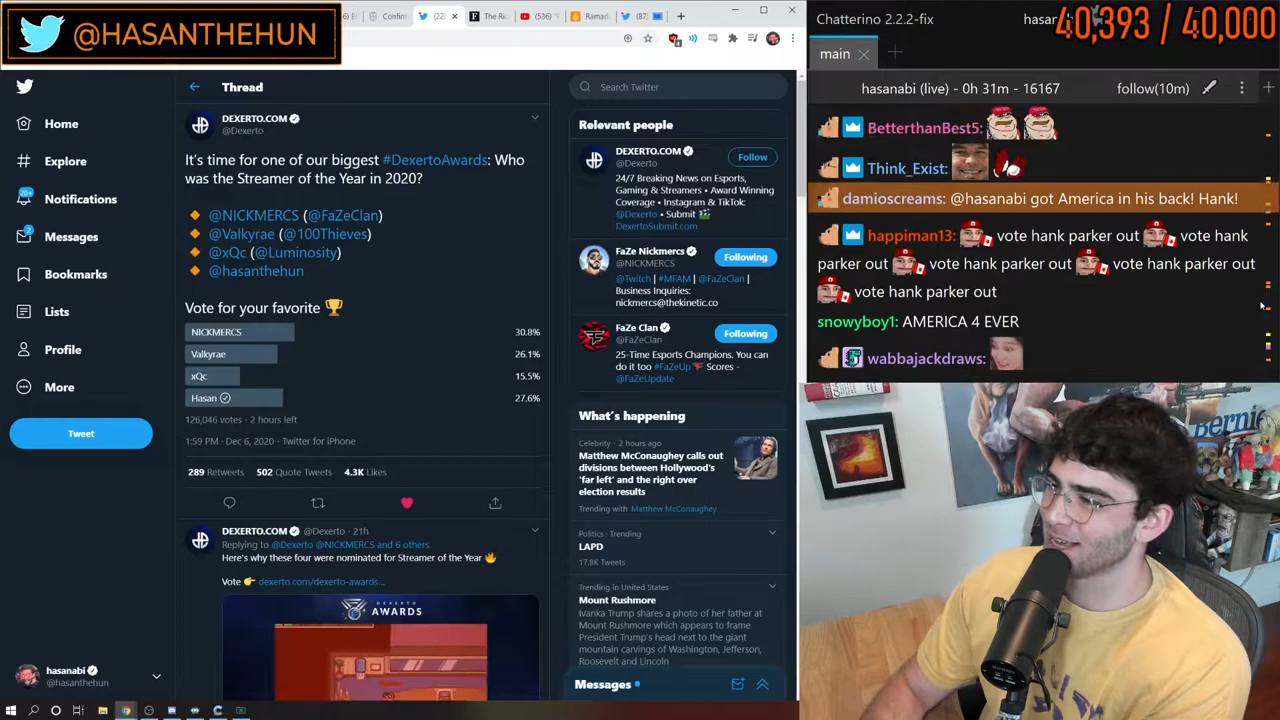 @HASANTHEHUN
Confirm
(22)
The Ri
(536)
Ramad
(87)
Thread
DEXERTO.COM
@Dexerto
It's time for one of our biggest #DexertoAwards: Who
was the Streamer of the Year in 2020?
@NICKMERCS (@FaZeClan)
@Valkyrae (@100Thieves)
@xQc (@Luminosity)
@hasanthehun
Vote for your favorite
NICKMERCS 30.8%
Valkyrae 26.1%
xQc 15.5%
Hasan 27.6%
126,046 votes · 2 hours left
1:59 PM · Dec 6, 2020 · Twitter for iPhone
289 Retweets 502 Quote Tweets 4.3K Likes
DEXERTO.COM @Dexerto · 21h
Replying to @Dexerto @NICKMERCS and 6 others
Here's why these four were nominated for Streamer of the Year
Vote dexerto.com/dexerto-awards...
DEXERTO
AWARDS
Home
Explore
20+
Notifications
2
Messages
Bookmarks
Lists
Profile
More
Tweet
hasanabi
@hasanthehun
Search Twitter
Relevant people
DEXERTO.COM
@Dexerto
Follow
24/7 Breaking News on Esports,
Gaming & Streamers • Award Winning
Coverage • Instagram & TikTok:
@Dexerto • Submit
DexertoSubmit.com
FaZe Nickmercs
@NICKMERCS
Following
@Twitch | #MFAM | @FaZeClan |
Business Inquiries:
nickmercs@thekinetic.co
FaZe Clan
@FaZeClan
Following
25-Time Esports Champions. You can
do it too #FaZeUp Scores -
@FaZeUpdate
What's happening
Celebrity · 2 hours ago
Matthew McConaughey calls out
divisions between Hollywood's
'far left' and the right over
election results
Trending with Matthew McConaughey
Politics · Trending
LAPD
17.8K Tweets
Trending in United States
Mount Rushmore
Ivanka Trump shares a photo of her father at
Mount Rushmore which appears to frame
President Trump's head next to the giant
mountain carvings of Washington, Jefferson,
Roosevelt and Lincoln
Messages
Chatterino 2.2.2-fix
40,393 / 40,000
main
hasanabi (live) - 0h 31m - 16167
follow(10m)
BetterthanBest5:
Think_Exist:
damioscreams: @hasanabi got America in his back! Hank!
happiman13: vote hank parker out vote hank
parker out vote hank parker out vote hank parker out
vote hank parker out
snowyboy1: AMERICA 4 EVER
wabbajackdraws:
Bernie